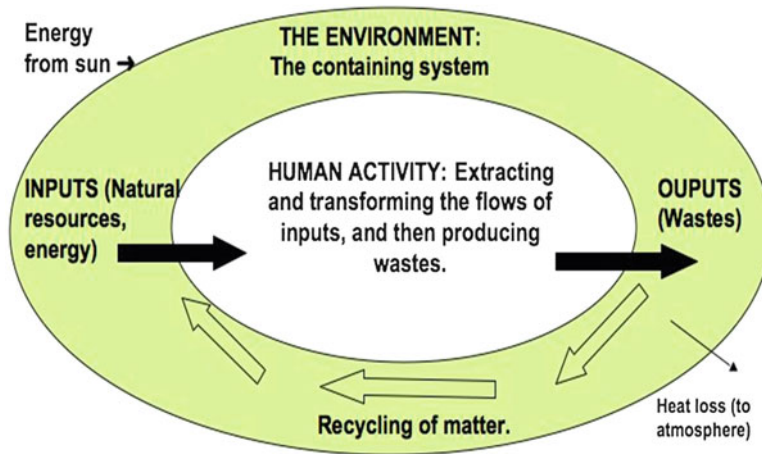 Energy
from sun ➔
THE ENVIRONMENT:
The containing system
INPUTS (Natural
resources,
energy)
HUMAN ACTIVITY: Extracting
and transforming the flows of
inputs, and then producing
wastes.
OUPUTS
(Wastes)
Recycling of matter.
Heat loss (to
atmosphere)